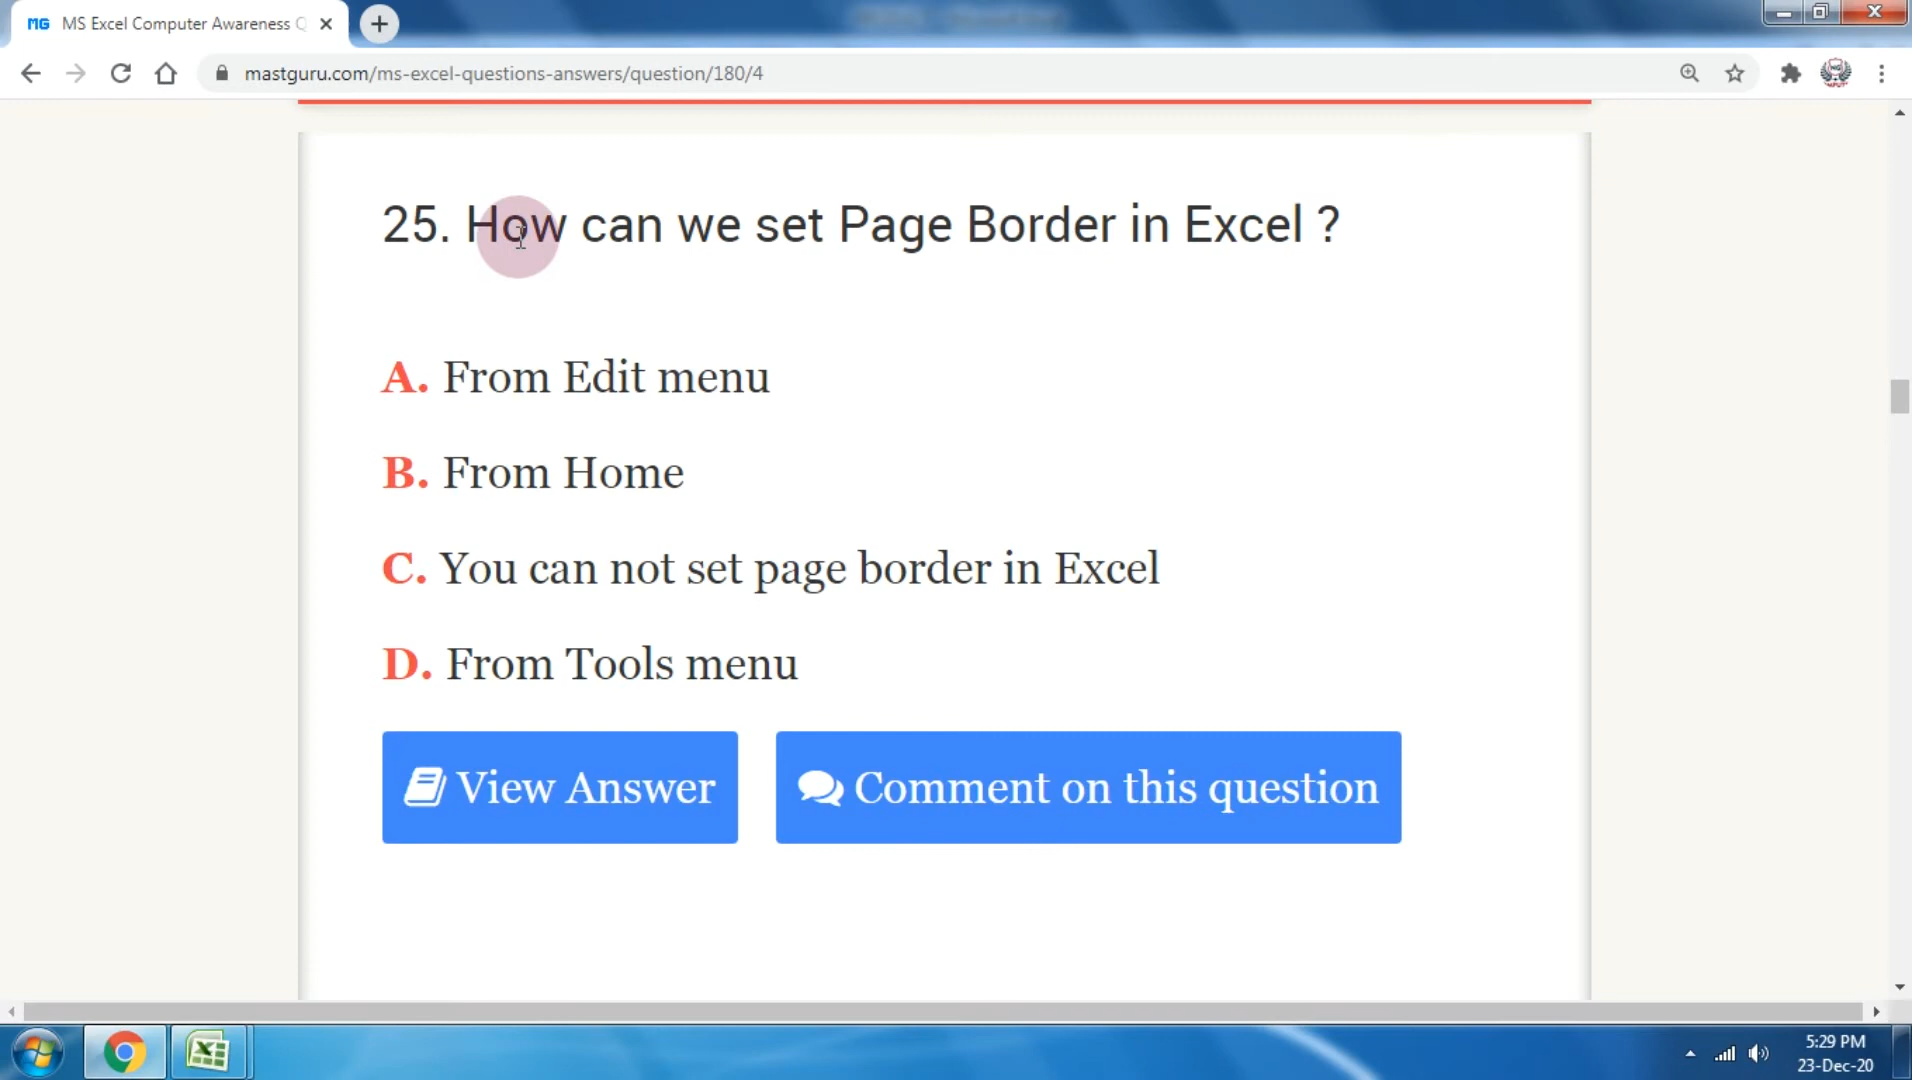 MG MS Excel Computer Awareness Q
mastguru.com/ms-excel-questions-answers/question/180/4
25. How can we set Page Border in Excel ?
A. From Edit menu
B. From Home
C. You can not set page border in Excel
D. From Tools menu
View Answer
Comment on this question
5:29 PM
23-Dec-20